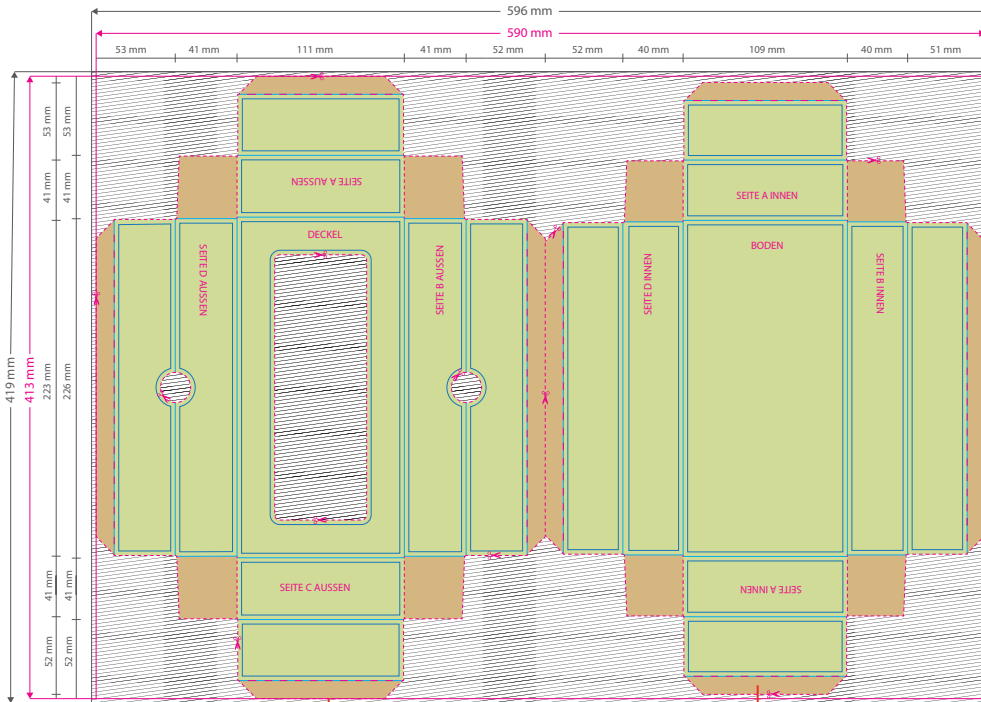 596 mm
590 mm
53 mm
41 mm
111 mm
41 mm
52 mm
52 mm
40 mm
109 mm
40 mm
51 mm
419 mm
413 mm
53 mm
53 mm
41 mm
41 mm
223 mm
226 mm
41 mm
41 mm
52 mm
52 mm
SEITE A AUSSEN
DECKEL
SEITE D AUSSEN
SEITE B AUSSEN
SEITE C AUSSEN
SEITE A INNEN
BODEN
SEITE D INNEN
SEITE B INNEN
SEITE A INNEN